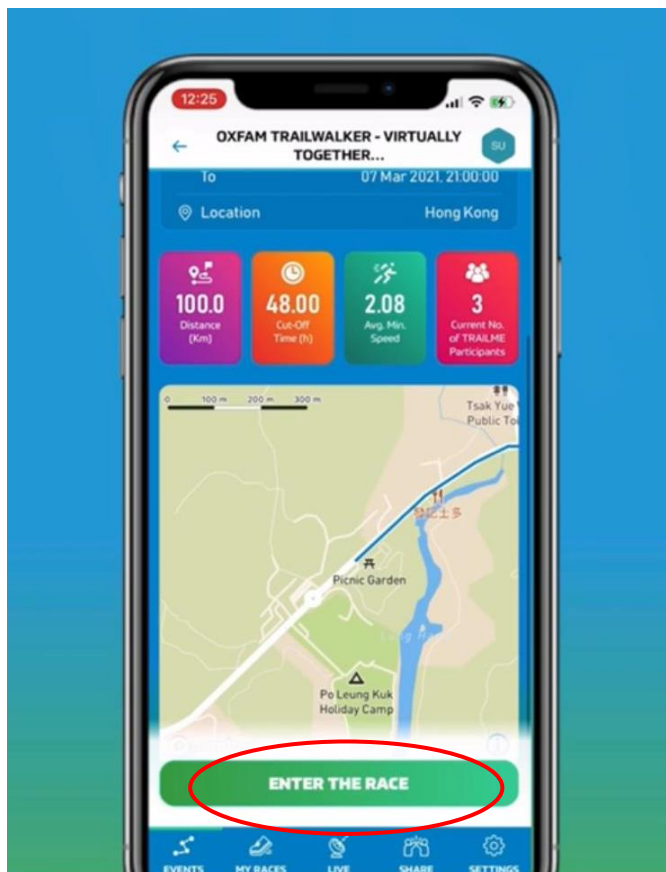 12:25
OXFAM TRAILWALKER - VIRTUALLY
TOGETHER...
SU
To 07 Mar 2021, 21:00:00
Location Hong Kong
100.0
Distance
(Km)
48.00
Cut-Off
Time (h)
2.08
Avg. Min.
Speed
3
Current No.
of TRAILME
Participants
0 100 m 200 m 300 m
Tsak Yue
Public Toi
士多
Picnic Garden
Po Leung Kuk
Holiday Camp
ENTER THE RACE
EVENTS MY RACES LIVE SHARE SETTINGS